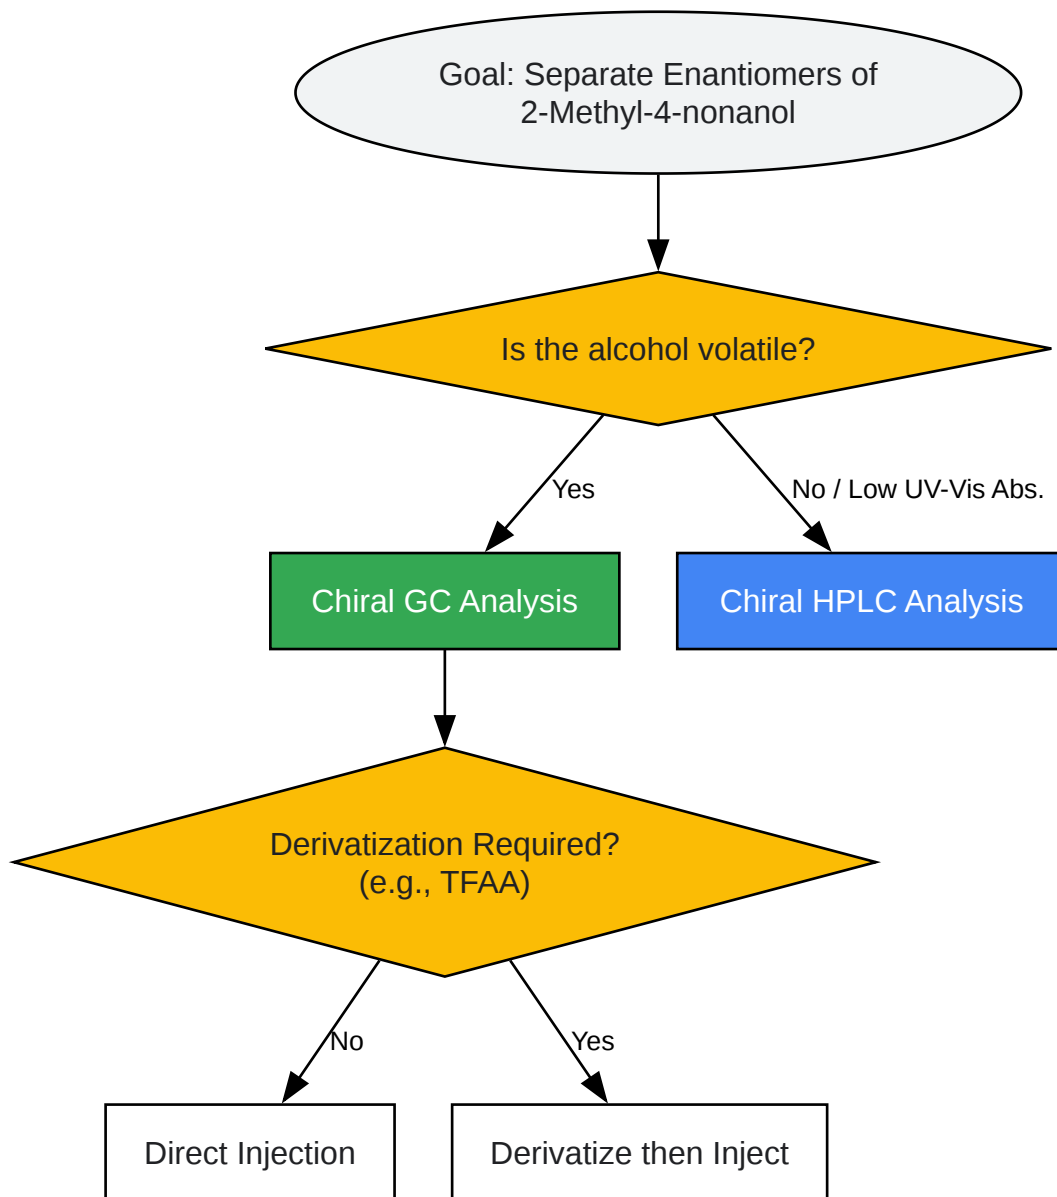 Goal: Separate Enantiomers of
2-Methyl-4-nonanol
Is the alcohol volatile?
Yes
No / Low UV-Vis Abs.
Chiral GC Analysis
Chiral HPLC Analysis
Derivatization Required?
(e.g., TFAA)
No
Yes
Direct Injection
Derivatize then Inject